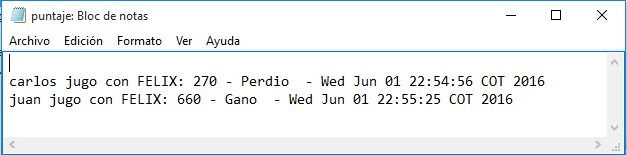 puntaje: Bloc de notas
Archivo Edición Formato Ver Ayuda
carlos jugo con FELIX: 270 - Perdio  - Wed Jun 01 22:54:56 COT 2016
juan jugo con FELIX: 660 - Gano  - Wed Jun 01 22:55:25 COT 2016